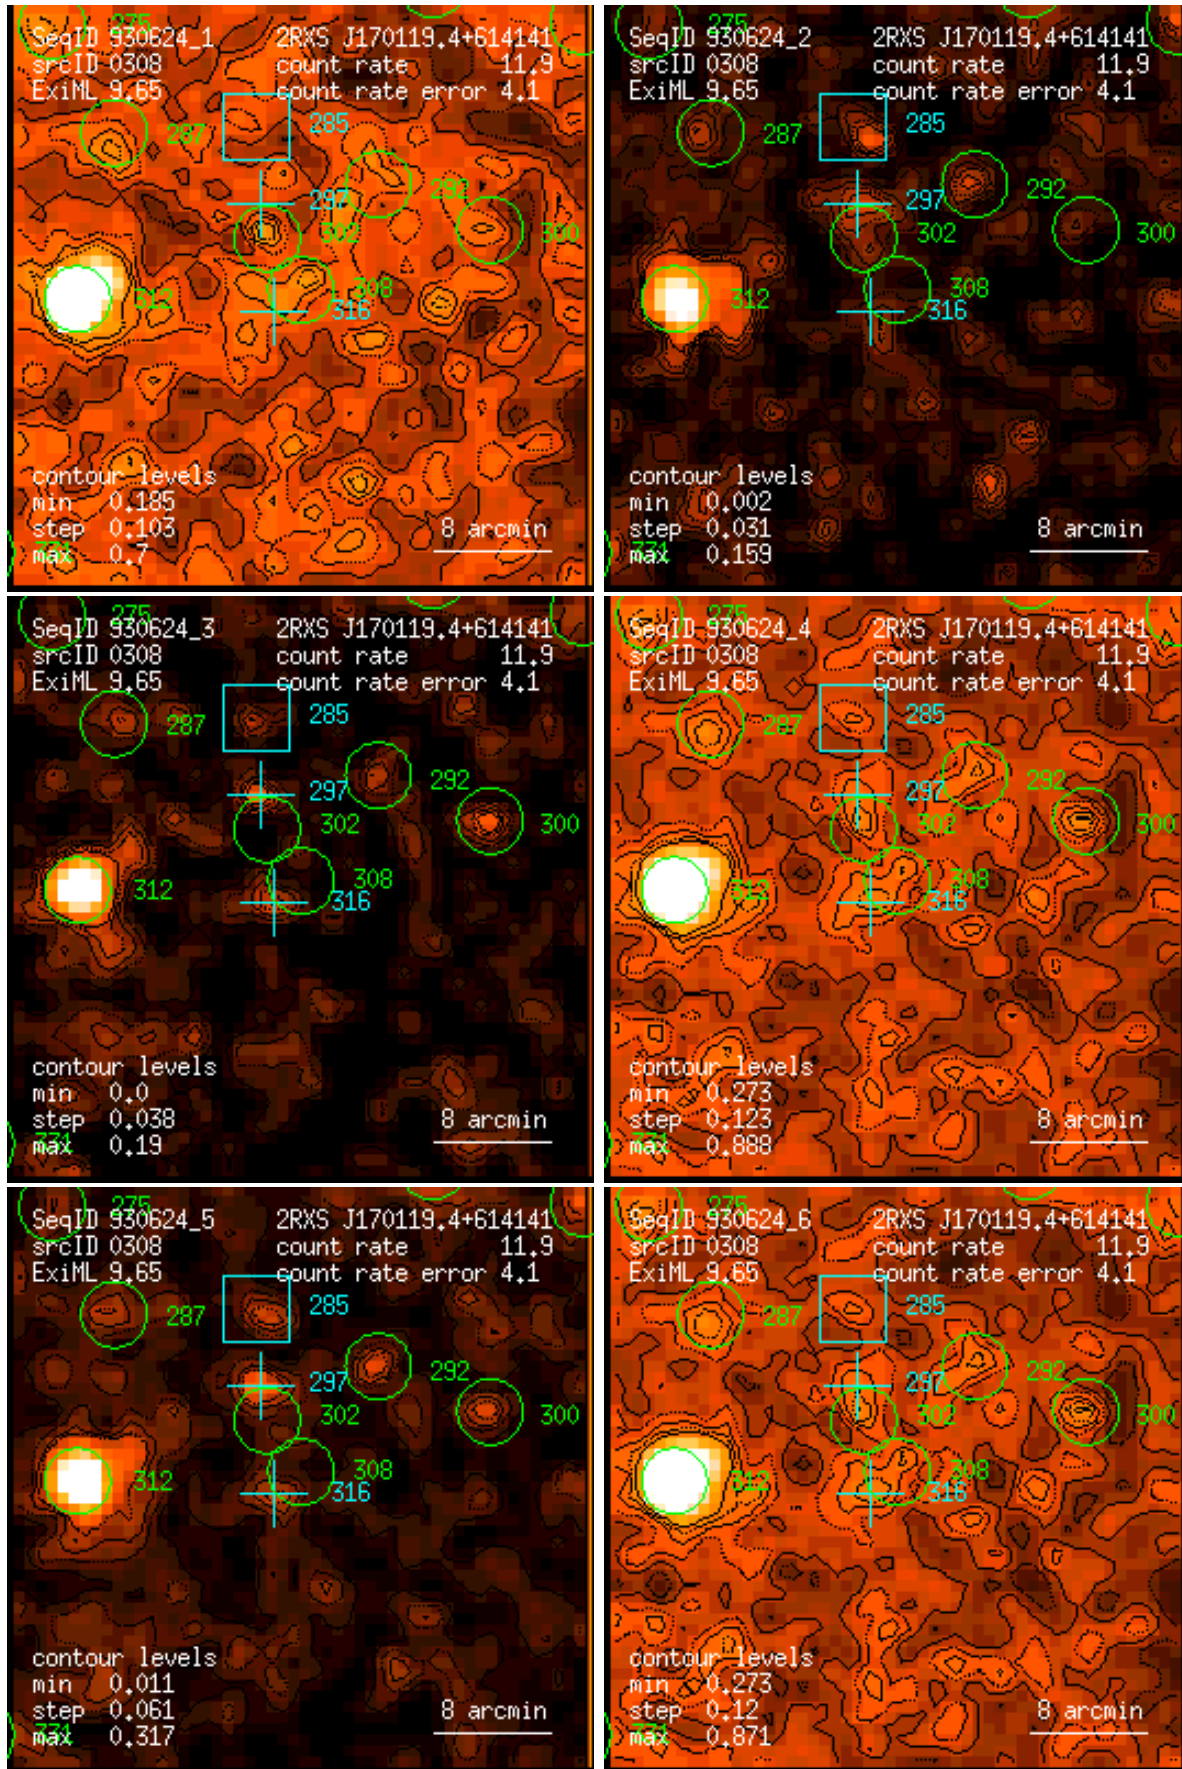 275
SeqID 930624_1 2RXS J170119.4+614141
srcID 0308 count rate 11.9
ExiML 9.65 count rate error 4.1
287
285
292
297
302
300
308
312
316
contour levels
min 0.185
step 0.103
max 0.7
8 arcmin
331
275
SeqID 930624_2 2RXS J170119.4+614141
srcID 0308 count rate 11.9
ExiML 9.65 count rate error 4.1
287
285
292
297
302
300
308
312
316
contour levels
min 0.002
step 0.031
max 0.159
8 arcmin
275
SeqID 930624_3 2RXS J170119.4+614141
srcID 0308 count rate 11.9
ExiML 9.65 count rate error 4.1
287
285
292
297
302
300
308
312
316
contour levels
min 0.0
step 0.038
max 0.19
8 arcmin
275
SeqID 930624_4 2RXS J170119.4+614141
srcID 0308 count rate 11.9
ExiML 9.65 count rate error 4.1
287
285
292
297
302
300
308
312
316
contour levels
min 0.273
step 0.123
max 0.888
8 arcmin
275
SeqID 930624_5 2RXS J170119.4+614141
srcID 0308 count rate 11.9
ExiML 9.65 count rate error 4.1
287
285
292
297
302
300
308
312
316
contour levels
min 0.011
step 0.061
max 0.317
8 arcmin
275
SeqID 930624_6 2RXS J170119.4+614141
srcID 0308 count rate 11.9
ExiML 9.65 count rate error 4.1
287
285
292
297
302
300
308
312
316
contour levels
min 0.273
step 0.12
max 0.871
8 arcmin